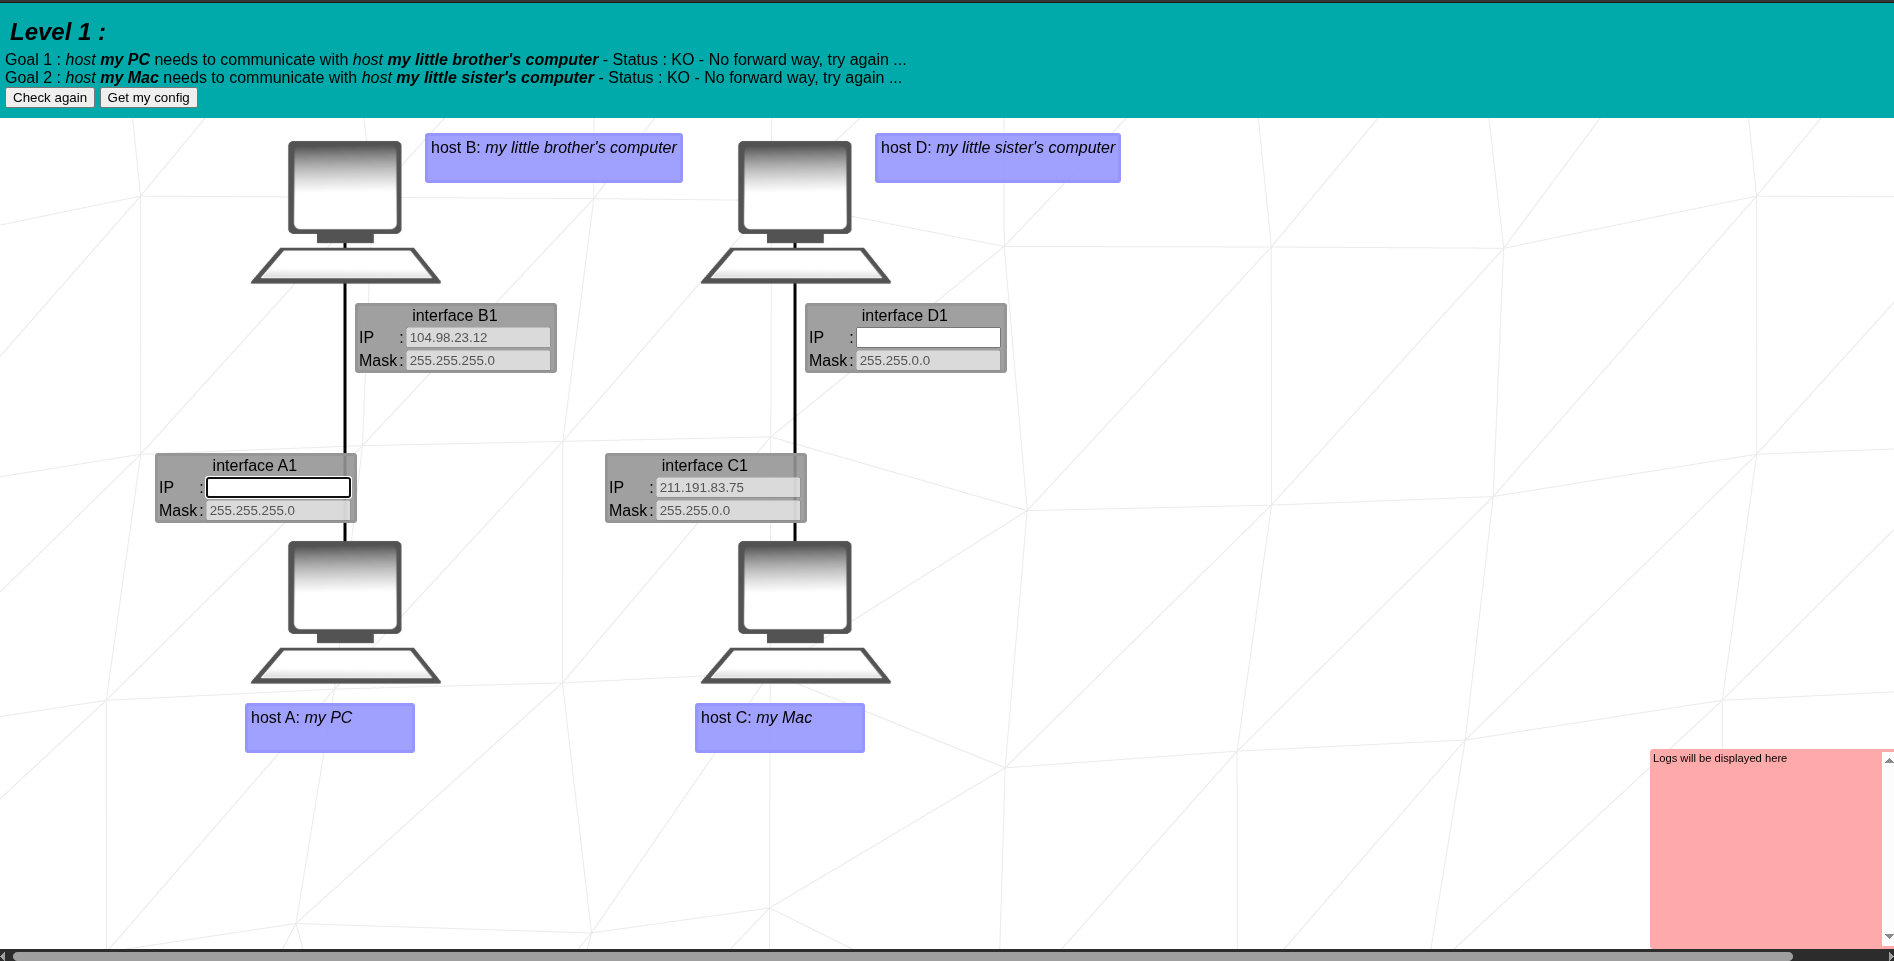 Level 1 :
Goal 1 : host my PC needs to communicate with host my little brother's computer - Status : KO - No forward way, try again ...
Goal 2 : host my Mac needs to communicate with host my little sister's computer - Status : KO - No forward way, try again ...
Check again Get my config
host B: my little brother's computer
host D: my little sister's computer
interface B1
IP :104.98.23.12
Mask:255.255.255.0
interface D1
IP :
Mask:255.255.0.0
interface A1
IP :
Mask:255.255.255.0
interface C1
IP :211.191.83.75
Mask:255.255.0.0
host A: my PC
host C: my Mac
Logs will be displayed here